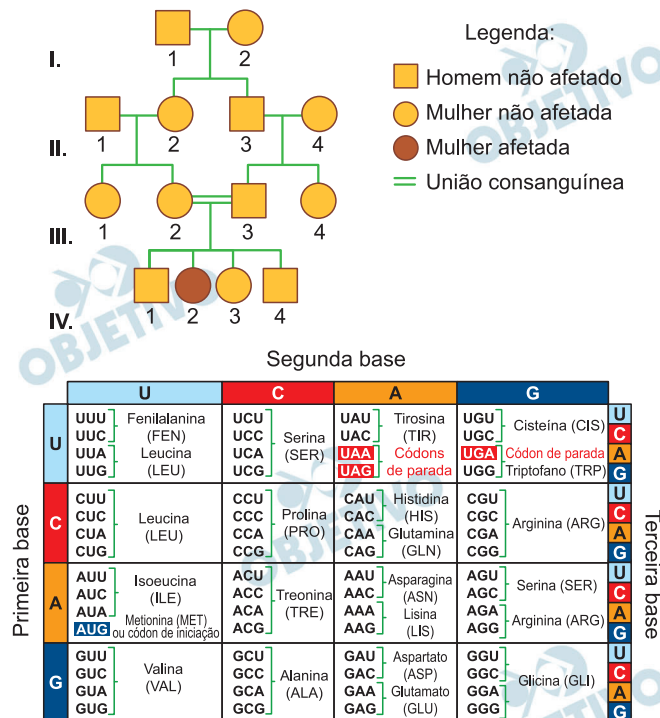 Legenda:
I.
1 2
Homem não afetado
Mulher não afetada
II.
1 2 3 4
Mulher afetada
União consanguínea
III.
1 2 3 4
IV.
1 2 3 4
OBJETIVO
OBJETIVO
OBJETIVO
Segunda base
U C A G
Primeira base
Terceira base
U
UUU
UUC
Fenilalanina
(FEN)
UUA
UUG
Leucina
(LEU)
UCU
UCC
UCA
UCG
Serina
(SER)
UAU
UAC
Tirosina
(TIR)
UAA
UAG
Códons
de parada
UGU
UGC
Cisteína (CIS)
UGA Códon de parada
UGG Triptofano (TRP)
U
C
A
G
C
CUU
CUC
CUA
CUG
Leucina
(LEU)
CCU
CCC
CCA
CCG
Prolina
(PRO)
CAU
CAC
Histidina
(HIS)
CAA
CAG
Glutamina
(GLN)
CGU
CGC
CGA
CGG
Arginina (ARG)
U
C
A
G
A
AUU
AUC
AUA
Isoeucina
(ILE)
AUG
Metionina (MET)
ou códon de iniciação
ACU
ACC
ACA
ACG
Treonina
(TRE)
AAU
AAC
Asparagina
(ASN)
AAA
AAG
Lisina
(LIS)
AGU
AGC
Serina (SER)
AGA
AGG
Arginina (ARG)
U
C
A
G
G
GUU
GUC
GUA
GUG
Valina
(VAL)
GCU
GCC
GCA
GCG
Alanina
(ALA)
GAU
GAC
Aspartato
(ASP)
GAA
GAG
Glutamato
(GLU)
GGU
GGC
GGA
GGG
Glicina (GLI)
U
C
A
G